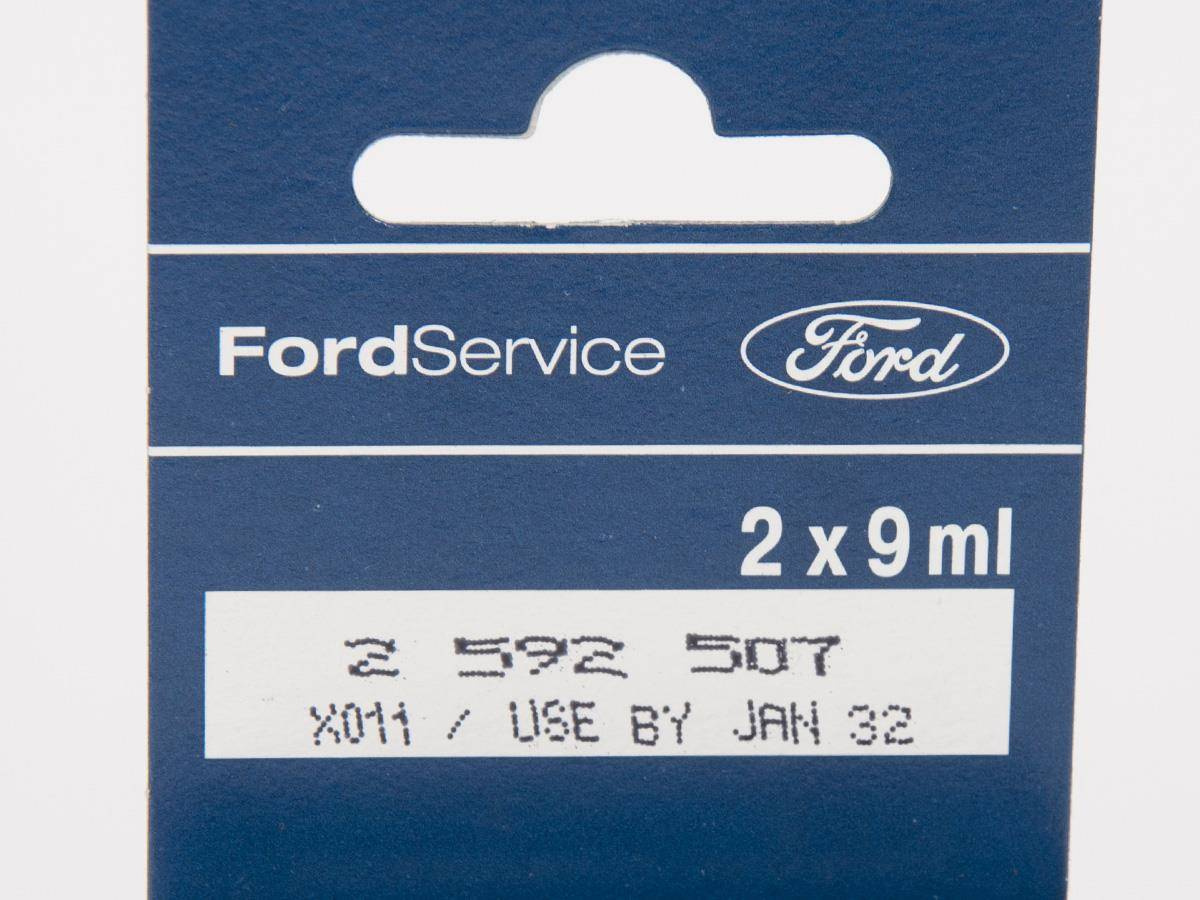 FordService Ford
2 x 9 ml
2 592 507
X011 / USE BY JAN 32